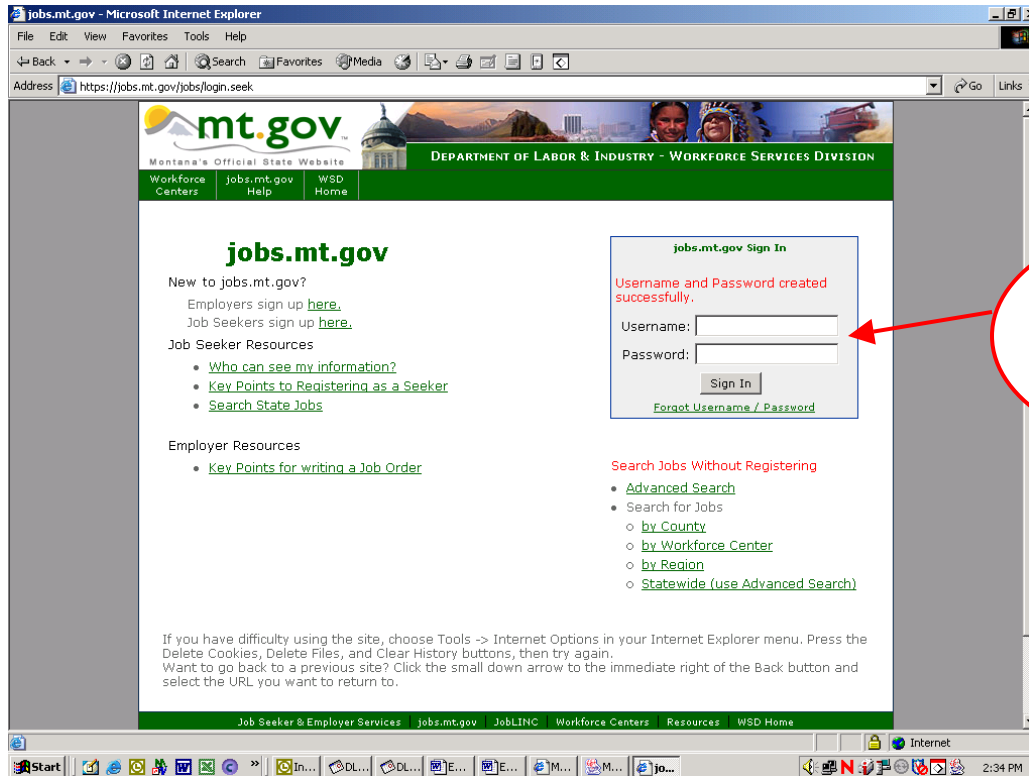 jobs.mt.gov - Microsoft Internet Explorer
File Edit View Favorites Tools Help
Back Search Favorites Media
Address https://jobs.mt.gov/jobs/login.seek Go Links
mt.gov™
Montana's Official State Website
DEPARTMENT OF LABOR & INDUSTRY - WORKFORCE SERVICES DIVISION
Workforce Centers
jobs.mt.gov Help
WSD Home
jobs.mt.gov
New to jobs.mt.gov?
Employers sign up here.
Job Seekers sign up here.
Job Seeker Resources
• Who can see my information?
• Key Points to Registering as a Seeker
• Search State Jobs
Employer Resources
• Key Points for writing a Job Order
jobs.mt.gov Sign In
Username and Password created
successfully.
Username:
Password:
Sign In
Forgot Username / Password
Search Jobs Without Registering
• Advanced Search
• Search for Jobs
o by County
o by Workforce Center
o by Region
o Statewide (use Advanced Search)
If you have difficulty using the site, choose Tools -> Internet Options in your Internet Explorer menu. Press the
Delete Cookies, Delete Files, and Clear History buttons, then try again.
Want to go back to a previous site? Click the small down arrow to the immediate right of the Back button and
select the URL you want to return to.
Job Seeker & Employer Services | jobs.mt.gov | JobLINC | Workforce Centers | Resources | WSD Home
Internet
Start » In... DL... DL... E... E... M... M... jo... 2:34 PM